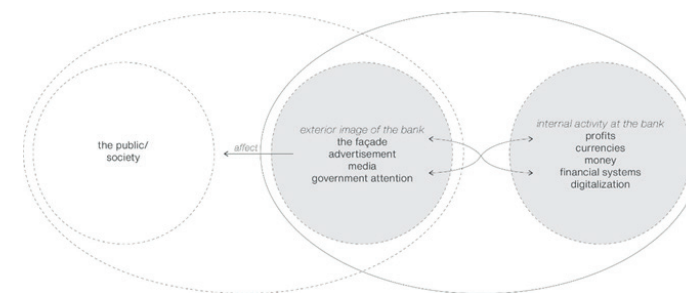 the public/
society
affect
exterior image of the bank
the façade
advertisement
media
government attention
internal activity at the bank
profits
currencies
money
financial systems
digitalization